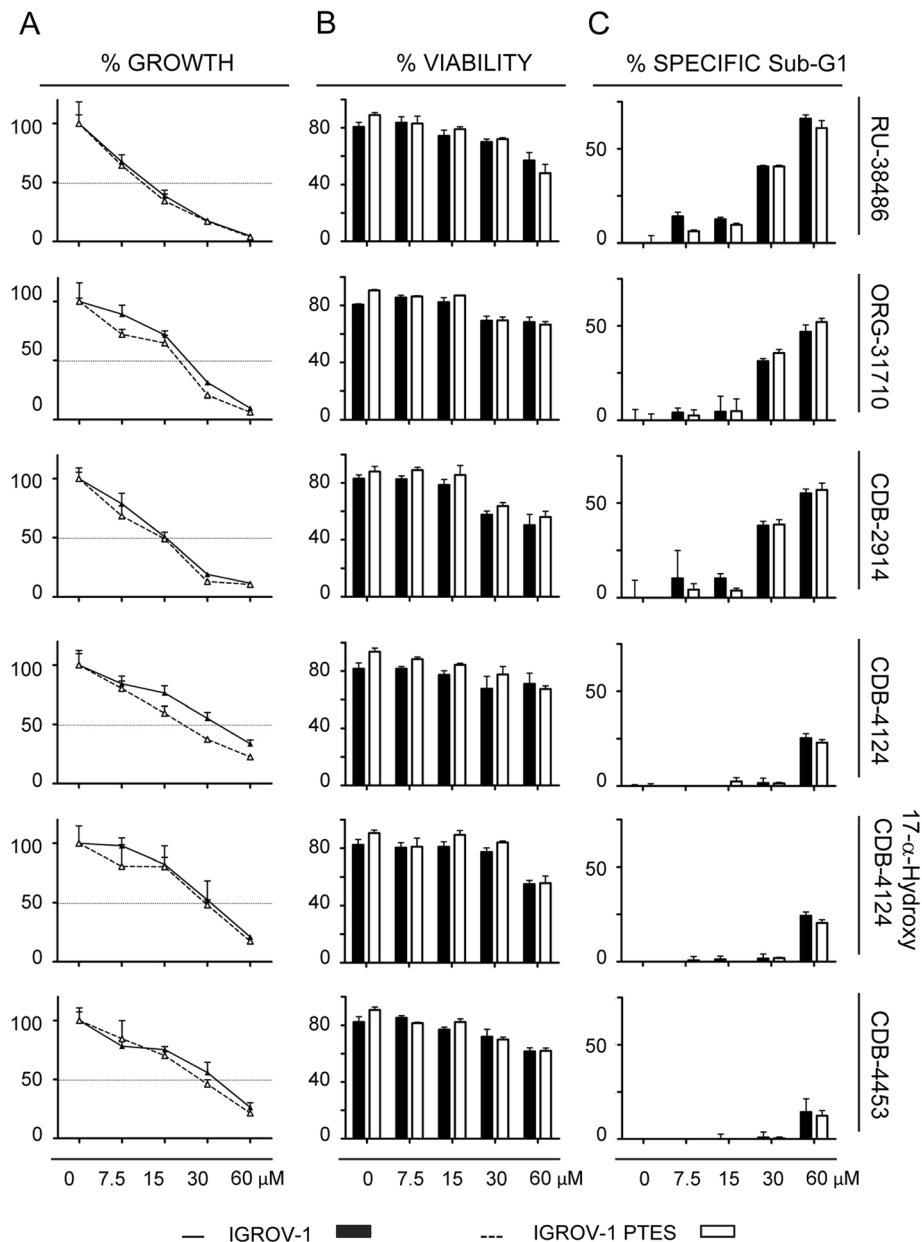 A
B
C
% GROWTH
% VIABILITY
% SPECIFIC Sub-G1
100
50
0
80
40
0
50
0
RU-38486
100
50
0
80
40
0
50
0
ORG-31710
100
50
0
80
40
0
50
0
CDB-2914
100
50
0
80
40
0
50
0
CDB-4124
100
50
0
80
40
0
50
0
17-α-Hydroxy
CDB-4124
100
50
0
80
40
0
50
0
CDB-4453
0 7.5 15 30 60 µM
0 7.5 15 30 60 µM
0 7.5 15 30 60 µM
IGROV-1
IGROV-1 PTES